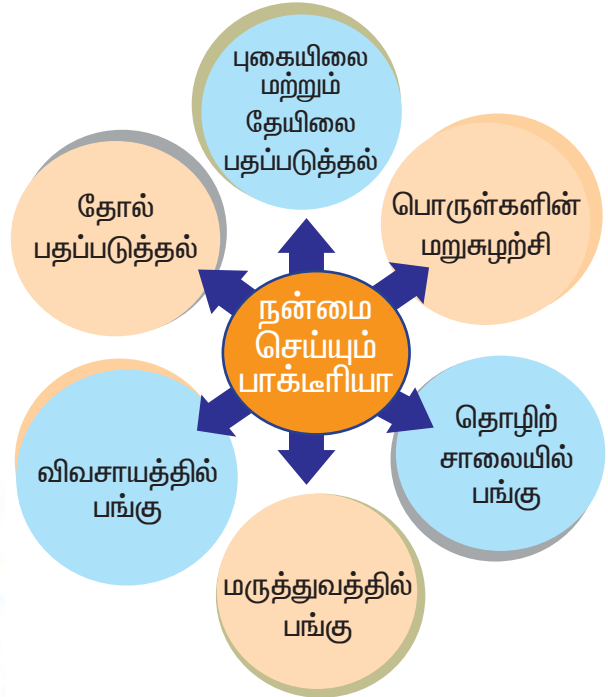 புகையிலை
மற்றும்
தேயிலை
பதப்படுத்தல்
பொருள்களின்
மறுசுழற்சி
தொழிற்
சாலையில்
பங்கு
மருத்துவத்தில்
பங்கு
விவசாயத்தில்
பங்கு
தோல்
பதப்படுத்தல்
நன்மை
செய்யும்
பாக்டீரியா